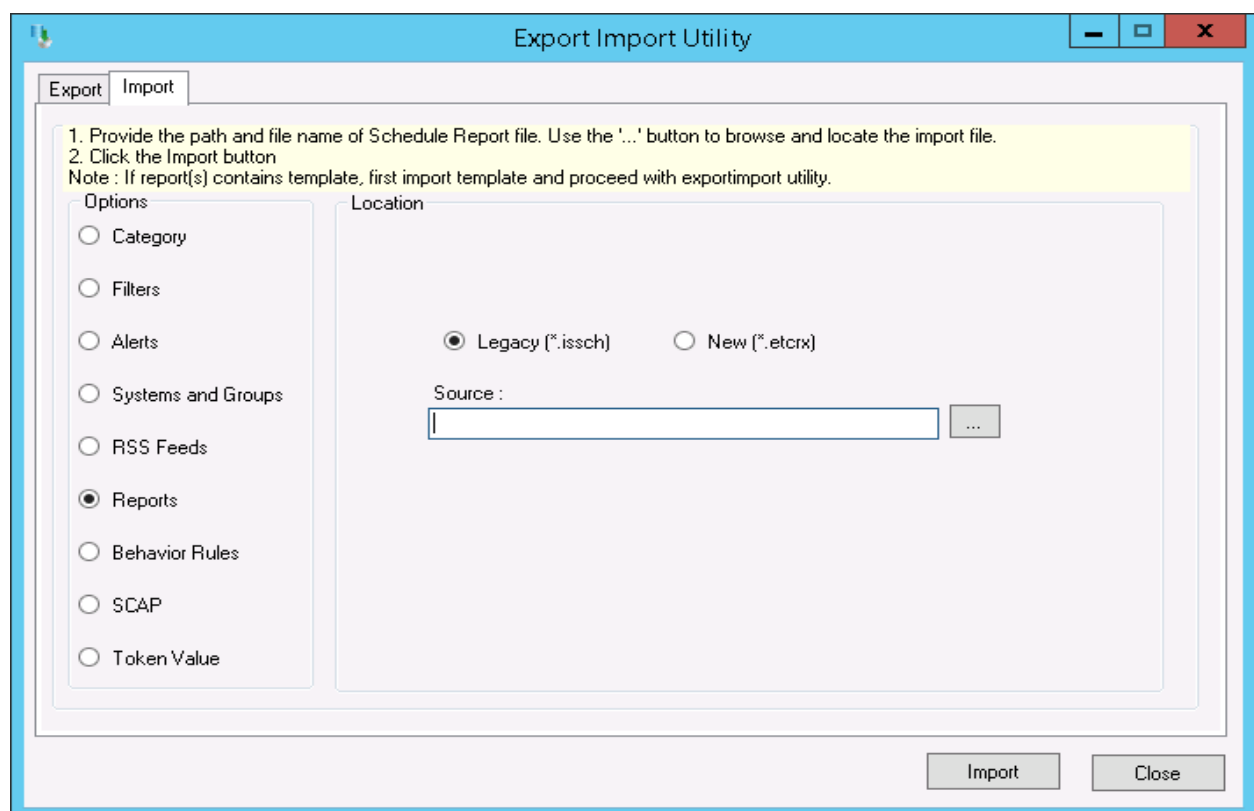 Export Import Utility
Export
Import
1. Provide the path and file name of Schedule Report file. Use the '...' button to browse and locate the import file.
2. Click the Import button
Note : If report(s) contains template, first import template and proceed with exportimport utility.
Options
Location
Category
Filters
Alerts
Legacy (*.issch)
New (*.etcrx)
Systems and Groups
Source :
...
RSS Feeds
Reports
Behavior Rules
SCAP
Token Value
Import
Close